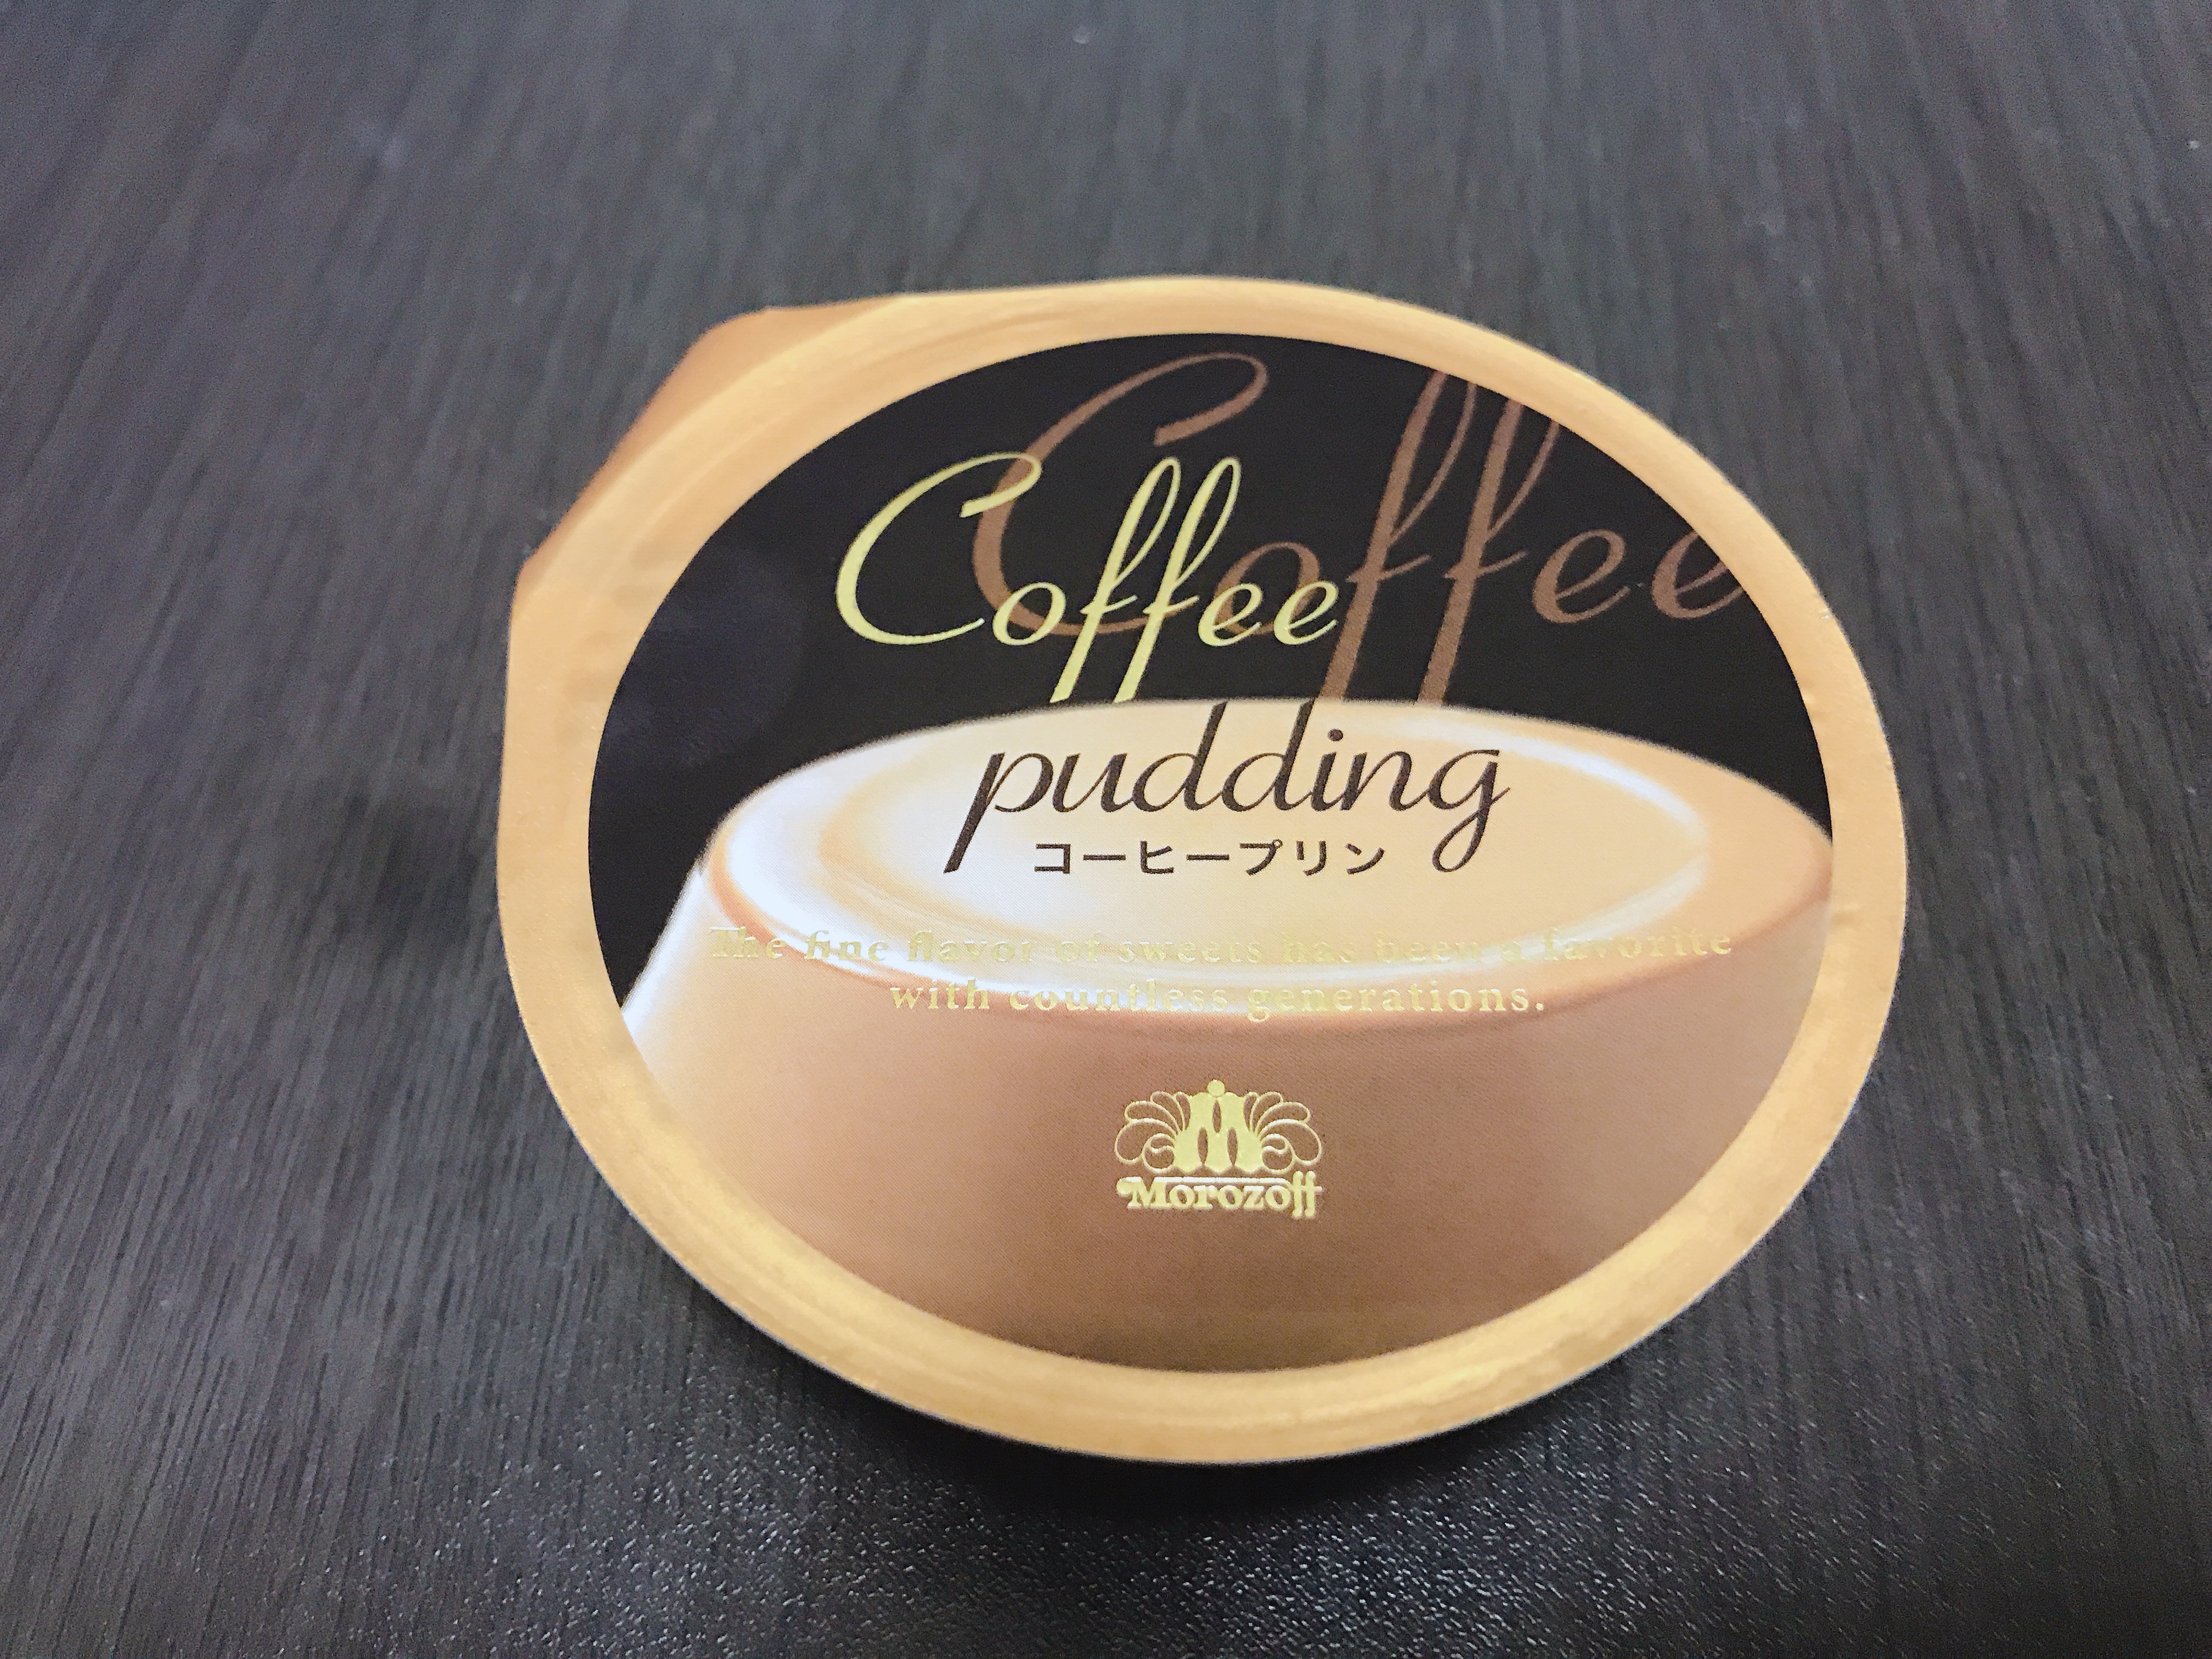 Coffee
Coffee
pudding
コーヒープリン
The fine flavor of sweets has been a favorite
with countless generations.
Morozoff